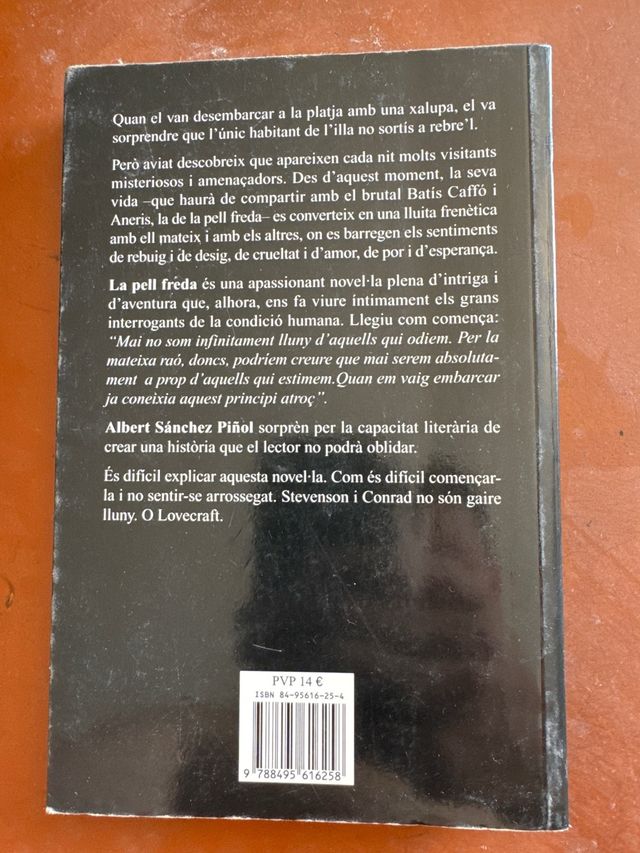 Quan el van desembarcar a la platja amb una xalupa, el va
sorprendre que l'únic habitant de l'illa no sortís a rebre'l.
Però aviat descobreix que apareixen cada nit molts visitants
misteriosos i amenaçadors. Des d'aquest moment, la seva
vida –que haurà de compartir amb el brutal Batís Caffó i
Aneris, la de la pell freda– es converteix en una lluita frenètica
amb ell mateix i amb els altres, on es barregen els sentiments
de rebuig i de desig, de crueltat i d'amor, de por i d'esperança.
La pell freda és una apassionant novel·la plena d'intriga i
d'aventura que, alhora, ens fa viure íntimament els grans
interrogants de la condició humana. Llegiu com comença:
"Mai no som infinitament lluny d'aquells qui odiem. Per la
mateixa raó, doncs, podríem creure que mai serem absoluta-
ment a prop d'aquells qui estimem.Quan em vaig embarcar
ja coneixia aquest principi atroç".
Albert Sánchez Piñol sorprèn per la capacitat literària de
crear una història que el lector no podrà oblidar.
És difícil explicar aquesta novel·la. Com és difícil començar-
la i no sentir-se arrossegat. Stevenson i Conrad no són gaire
lluny. O Lovecraft.
PVP 14 €
ISBN 84-95616-25-4
9 788495 616258